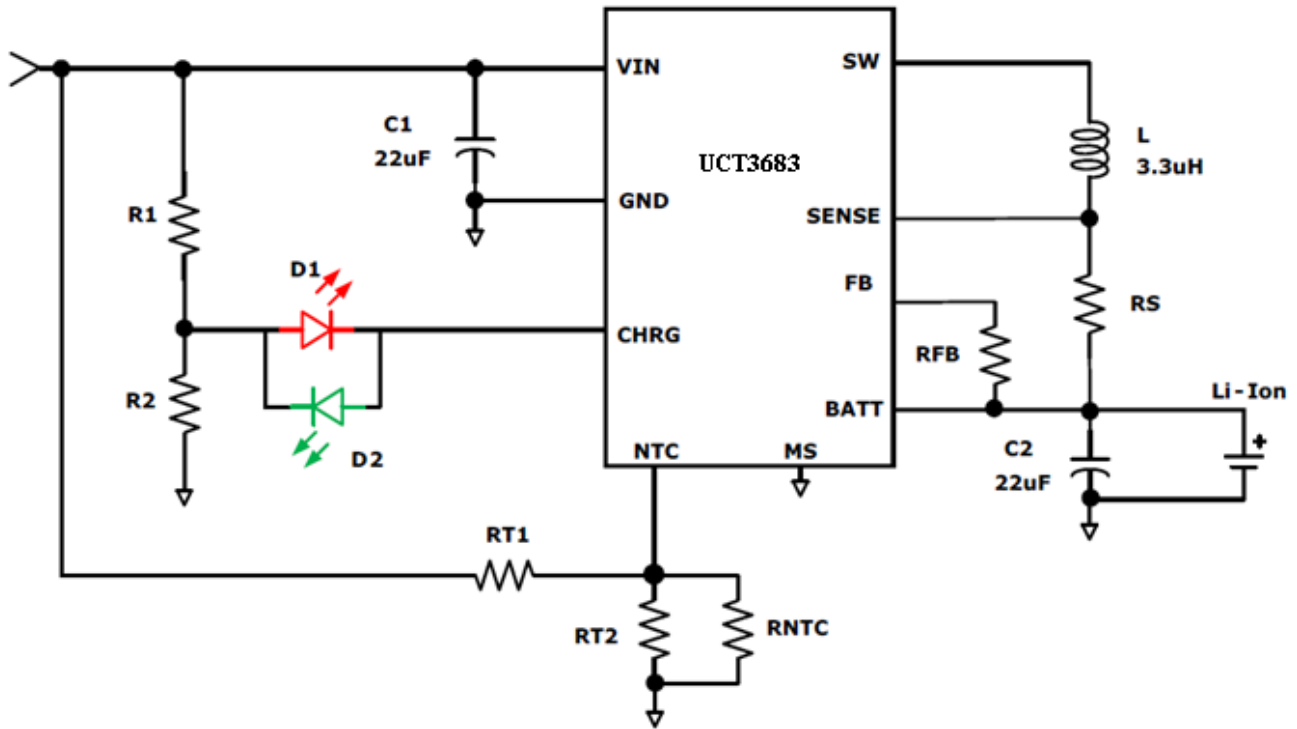 VIN
SW
C1
22uF
UCT3683
L
3.3uH
R1
GND
SENSE
D1
FB
RS
CHRG
RFB
R2
BATT
Li-Ion
D2
NTC
MS
C2
22uF
+
RT1
RT2
RNTC